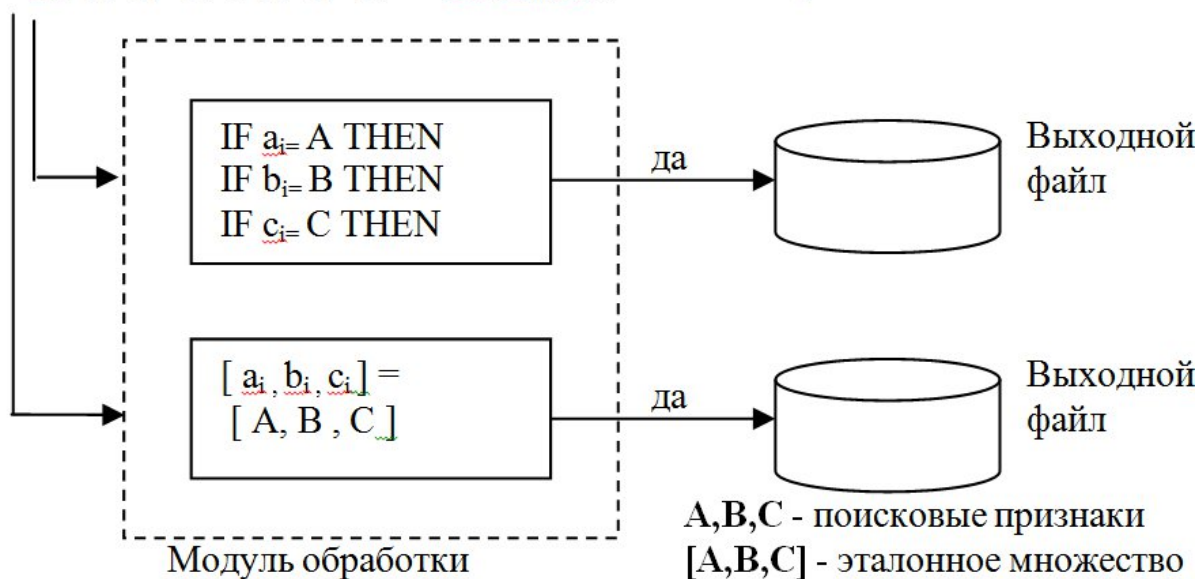 IF aᵢ= A THEN
IF bᵢ= B THEN
IF cᵢ= C THEN
да
Выходной
файл
[ aᵢ , bᵢ , cᵢ ] =
[ A, B , C ]
да
Выходной
файл
A,B,C - поисковые признаки
Модуль обработки
[A,B,C] - эталонное множество